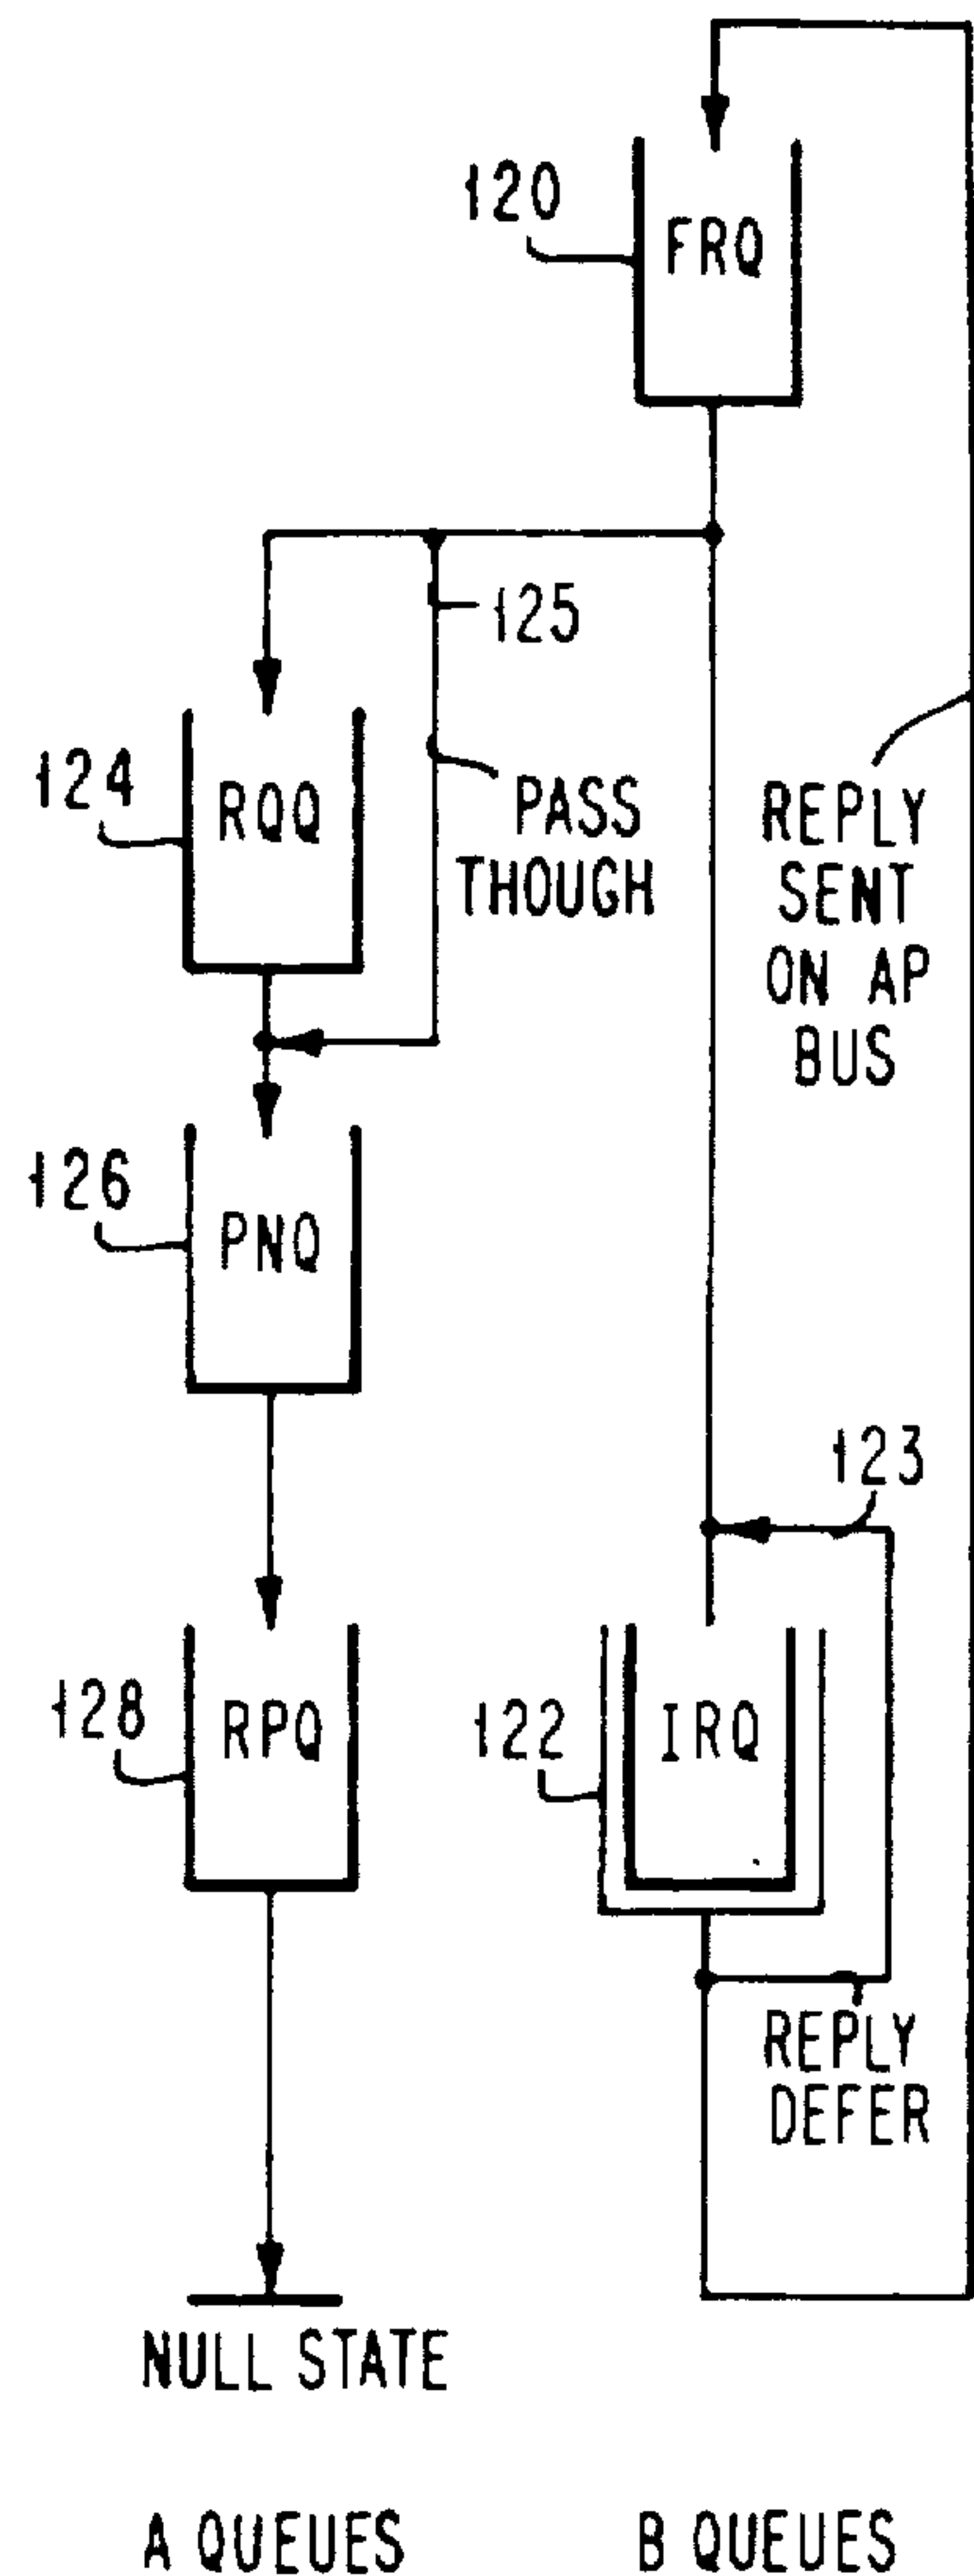 120
FRQ
125
124
RQQ
PASS
THOUGH
REPLY
SENT
ON AP
BUS
126
PNQ
123
128
RPQ
122
IRQ
REPLY
DEFER
NULL STATE
A QUEUES
B QUEUES